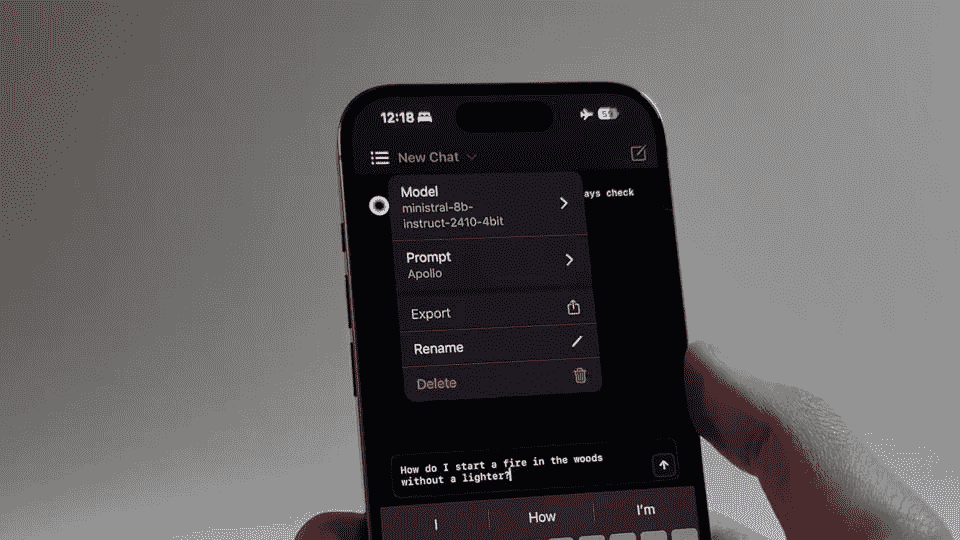 12:18
59
New Chat
Model
ays check
ministral-8b-
instruct-2410-4bit
Prompt
Apollo
Export
Rename
Delete
How do I start a fire in the woods
without a lighter?
I
How
I'm